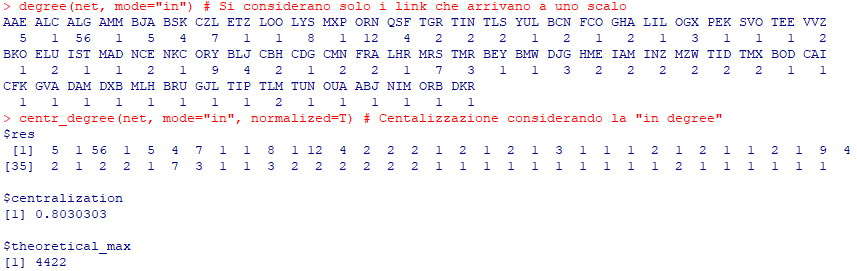 > degree(net, mode="in") # Si considerano solo i link che arrivano a uno scalo
AAE ALC ALG AMM BJA BSK CZL ETZ LOO LYS MXP ORN QSF TGR TIN TLS YUL BCN FCO GHA LIL OGX PEK SVO TEE VVZ
5 1 56 1 5 4 7 1 1 8 1 12 4 2 2 2 1 2 1 2 1 3 1 1 1 2
BKO ELU IST MAD NCE NKC ORY BLJ CBH CDG CMN FRA LHR MRS TMR BEY BMW DJG HME IAM INZ MZW TID TMX BOD CAI
1 2 1 1 2 1 9 4 2 1 2 2 1 7 3 1 1 3 2 2 2 2 2 2 1 1
CFK GVA DAM DXB MLH BRU GJL TIP TLM TUN OUA ABJ NIM ORB DKR
1 1 1 1 1 1 1 1 2 1 1 1 1 1 1
> centr_degree(net, mode="in", normalized=T) # Centalizzazione considerando la "in degree"
$res
[1] 5 1 56 1 5 4 7 1 1 8 1 12 4 2 2 2 1 2 1 2 1 3 1 1 1 2 1 2 1 1 2 1 9 4
[35] 2 1 2 2 1 7 3 1 1 3 2 2 2 2 2 2 1 1 1 1 1 1 1 1 1 1 2 1 1 1 1 1 1
$centralization
[1] 0.8030303
$theoretical_max
[1] 4422